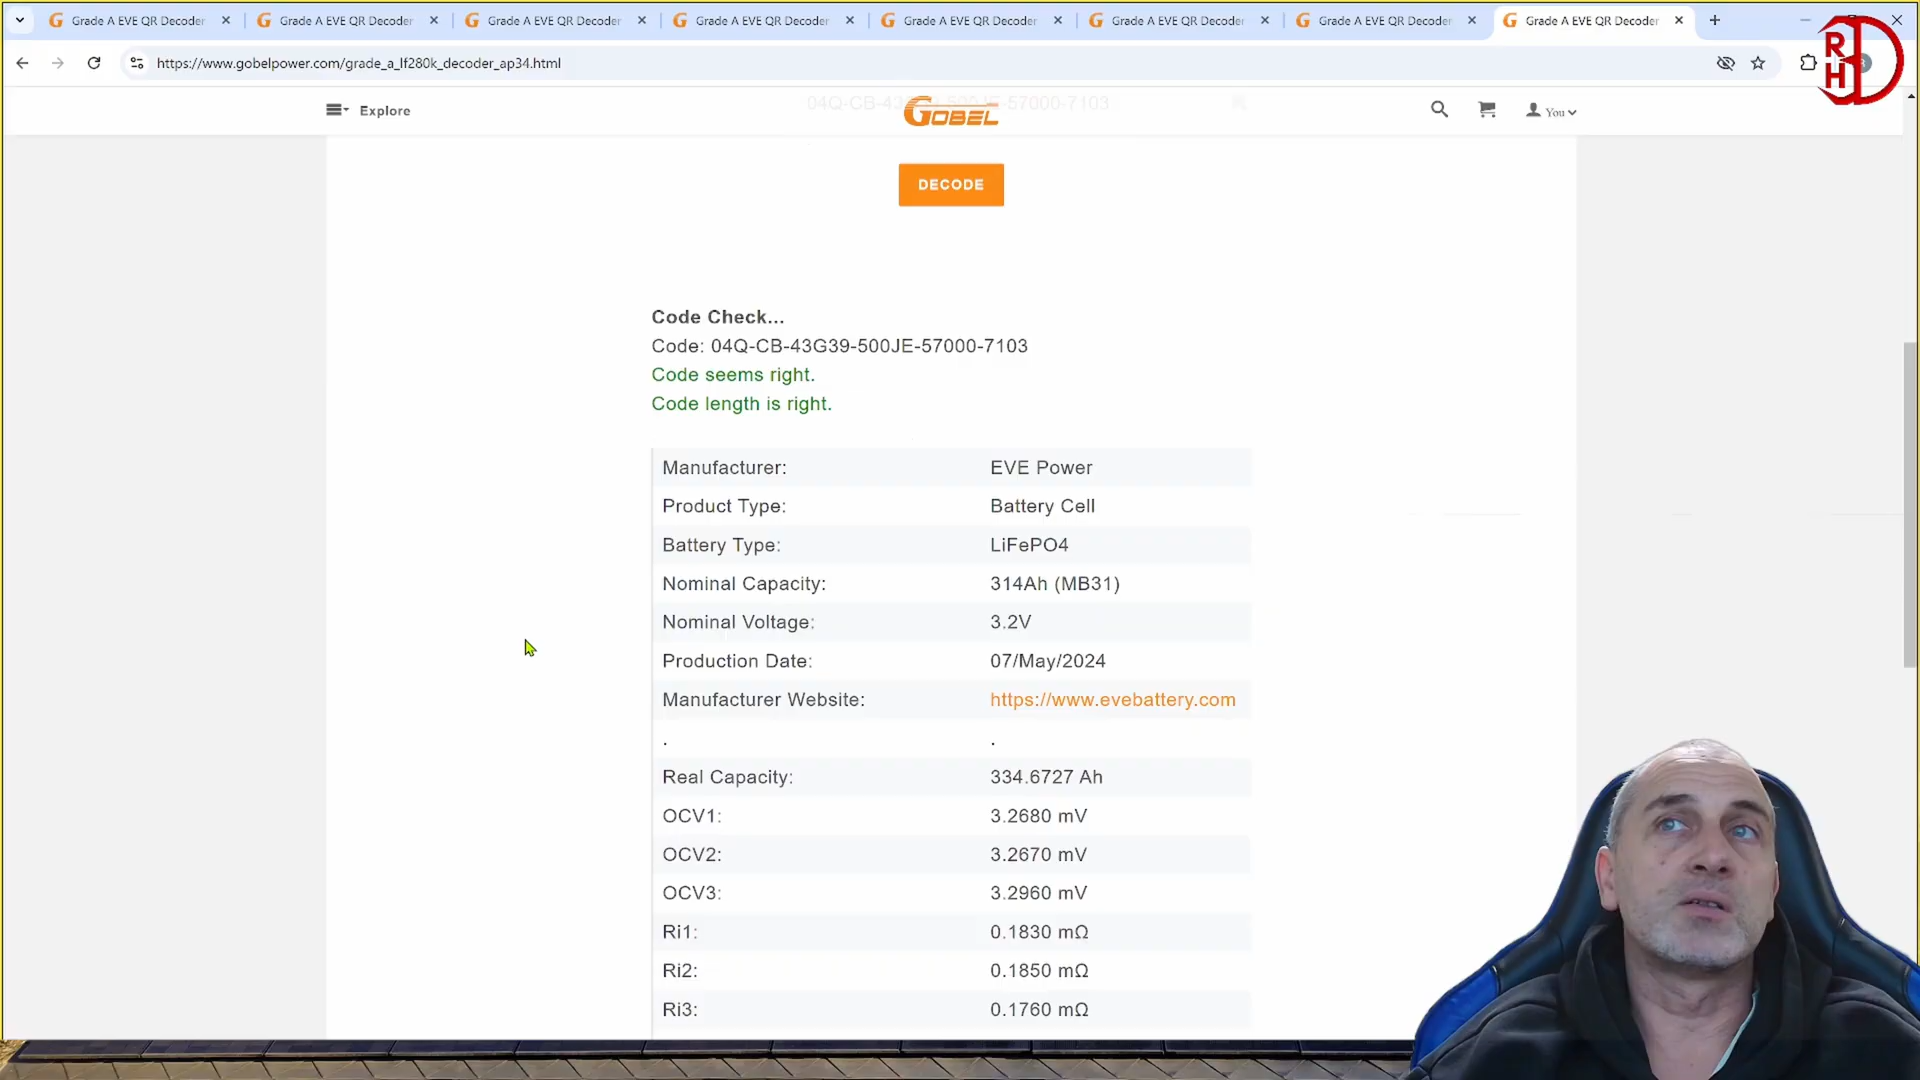 Grade A EVE QR Decoder
Grade A EVE QR Decoder
Grade A EVE QR Decoder
Grade A EVE QR Decoder
Grade A EVE QR Decoder
Grade A EVE QR Decoder
Grade A EVE QR Decoder
Grade A EVE QR Decoder
https://www.gobelpower.com/grade_a_lf280k_decoder_ap34.html
RHD
Explore
GOBEL
You
DECODE
Code Check...
Code: 04Q-CB-43G39-500JE-57000-7103
Code seems right.
Code length is right.
Manufacturer: EVE Power
Product Type: Battery Cell
Battery Type: LiFePO4
Nominal Capacity: 314Ah (MB31)
Nominal Voltage: 3.2V
Production Date: 07/May/2024
Manufacturer Website: https://www.evebattery.com
. .
Real Capacity: 334.6727 Ah
OCV1: 3.2680 mV
OCV2: 3.2670 mV
OCV3: 3.2960 mV
Ri1: 0.1830 mΩ
Ri2: 0.1850 mΩ
Ri3: 0.1760 mΩ